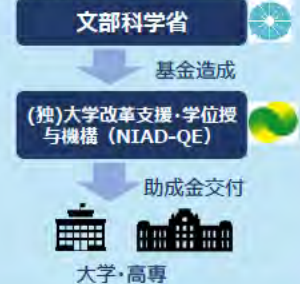 文部科学省
基金造成
(独)大学改革支援・学位授
与機構（NIAD-QE）
助成金交付
大学・高専